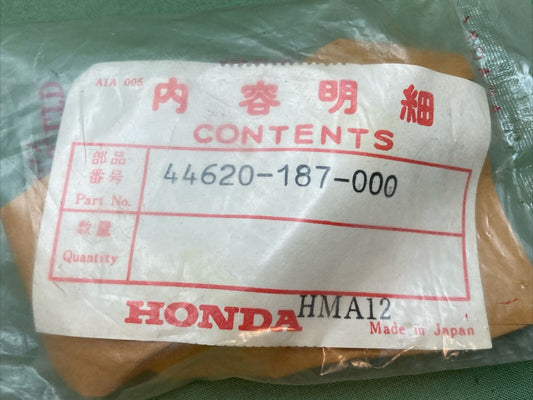 AIA 005
内容明細
CONTENTS
部品
番号
Part No.
44620-187-000
数量
Quantity
HONDA
HMA12
Made in Japan